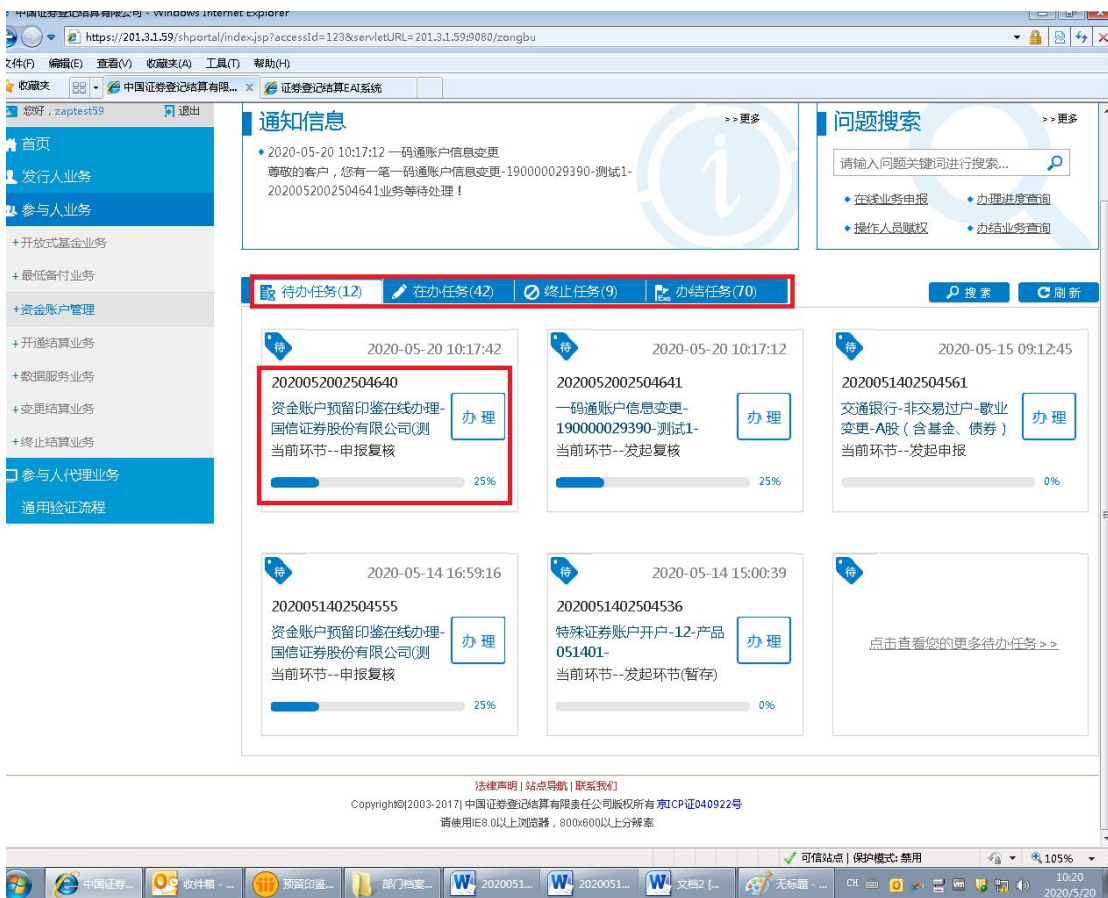 中国证券登记结算有限公司 - Windows Internet Explorer
https://201.3.1.59/shportal/index.jsp?accessId=123&servletURL=201.3.1.59:9080/zongbu
文件(F) 编辑(E) 查看(V) 收藏夹(A) 工具(T) 帮助(H)
收藏夹 中国证券登记结算有限... x 证券登记结算EAI系统
您好，zaptest59 退出
首页
发行人业务
参与人业务
+开放式基金业务
+最低备付业务
+资金账户管理
+开通结算业务
+数据服务业务
+变更结算业务
+终止结算业务
参与人代理业务
通用验证流程
通知信息 >>更多
2020-05-20 10:17:12 一码通账户信息变更
尊敬的客户，您有一笔一码通账户信息变更-190000029390-测试1-
2020052002504641业务等待处理！
问题搜索 >>更多
请输入问题关键词进行搜索...
在线业务申报 办理进度查询
操作人员赋权 办结业务查询
待办任务(12) 在办任务(42) 终止任务(9) 办结任务(70) 搜索 刷新
待 2020-05-20 10:17:42
2020052002504640
资金账户预留印鉴在线办理-
国信证券股份有限公司(测
办理
当前环节--申报复核
25%
待 2020-05-20 10:17:12
2020052002504641
一码通账户信息变更-
190000029390-测试1-
办理
当前环节--发起复核
25%
待 2020-05-15 09:12:45
2020051402504561
交通银行-非交易过户-歇业
变更-A股（含基金、债券）
办理
当前环节--发起申报
0%
待 2020-05-14 16:59:16
2020051402504555
资金账户预留印鉴在线办理-
国信证券股份有限公司(测
办理
当前环节--申报复核
25%
待 2020-05-14 15:00:39
2020051402504536
特殊证券账户开户-12-产品
051401-
办理
当前环节--发起环节(暂存)
0%
待
点击查看您的更多待办任务>>
法律声明 | 站点导航 | 联系我们
Copyright©|2003-2017| 中国证券登记结算有限责任公司版权所有 京ICP证040922号
请使用IE8.0以上浏览器，800x600以上分辨率
可信站点 | 保护模式: 禁用 105%
中国证券... 收件箱 - ... 预留印鉴... 部门档案... 2020051... 2020051... 文档2 [... 无标题 - ... CH 10:20
2020/5/20